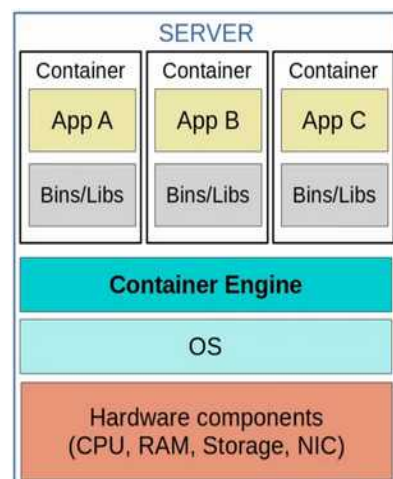 SERVER
Container Container Container
App A App B App C
Bins/Libs Bins/Libs Bins/Libs
Container Engine
OS
Hardware components
(CPU, RAM, Storage, NIC)